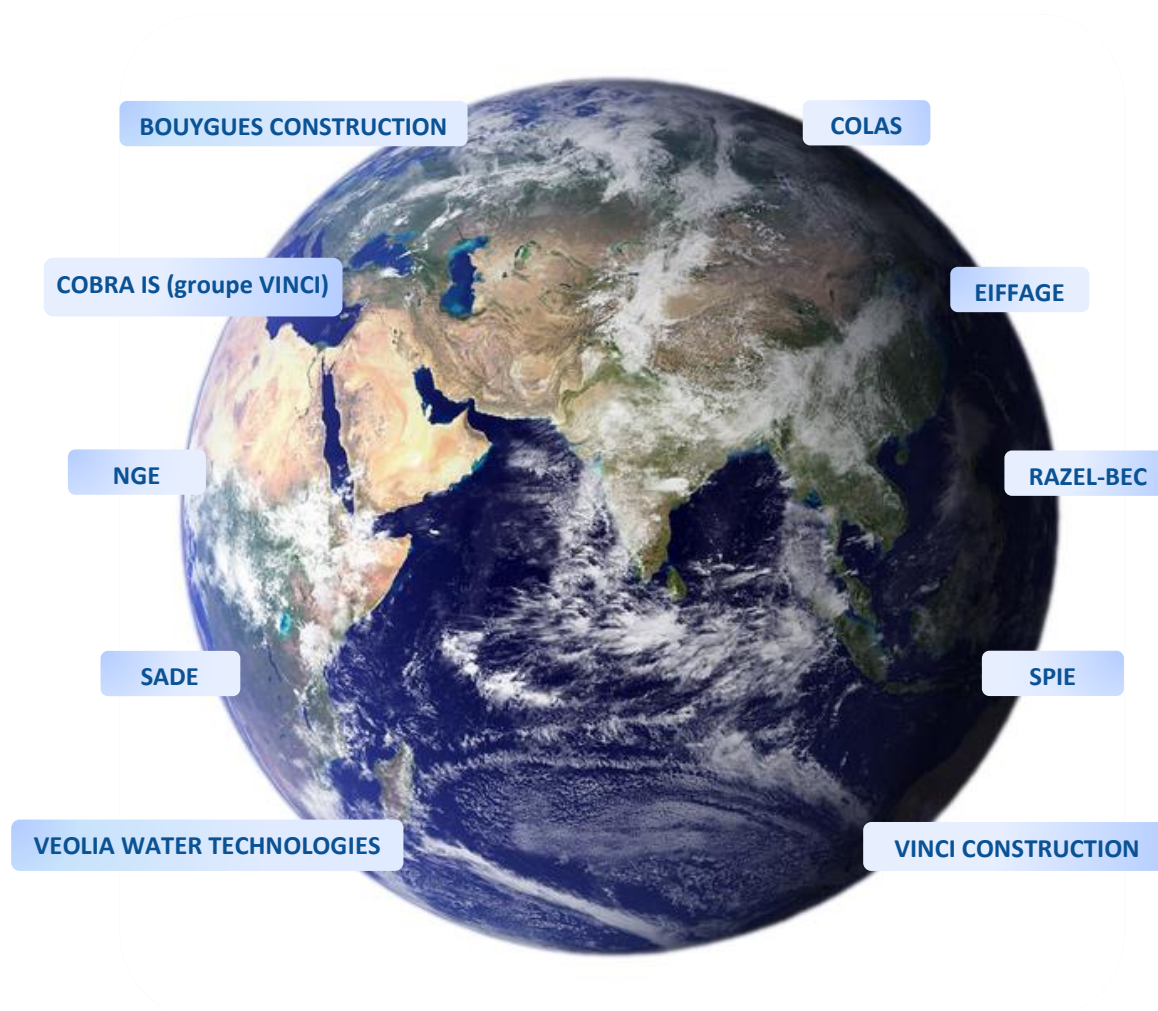 BOUYGUES CONSTRUCTION
COLAS
COBRA IS (groupe VINCI)
EIFFAGE
NGE
RAZEL-BEC
SADE
SPIE
VEOLIA WATER TECHNOLOGIES
VINCI CONSTRUCTION